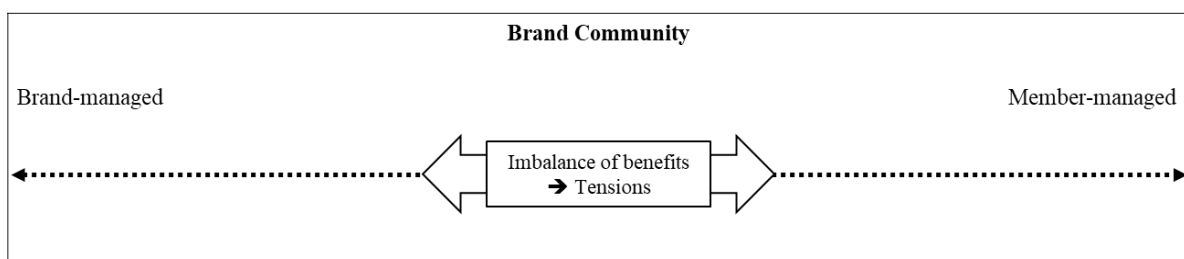 Brand Community
Brand-managed
Member-managed
Imbalance of benefits
➔ Tensions